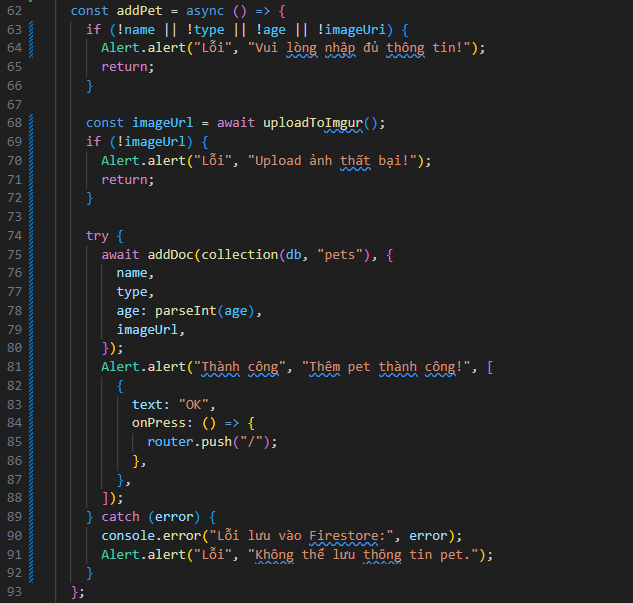 62 const addPet = async () => {
63 if (!name || !type || !age || !imageUri) {
64 Alert.alert("Lỗi", "Vui lòng nhập đủ thông tin!");
65 return;
66 }
67
68 const imageUrl = await uploadToImgur();
69 if (!imageUrl) {
70 Alert.alert("Lỗi", "Upload ảnh thất bại!");
71 return;
72 }
73
74 try {
75 await addDoc(collection(db, "pets"), {
76 name,
77 type,
78 age: parseInt(age),
79 imageUrl,
80 });
81 Alert.alert("Thành công", "Thêm pet thành công!", [
82 {
83 text: "OK",
84 onPress: () => {
85 router.push("/");
86 },
87 },
88 ]);
89 } catch (error) {
90 console.error("Lỗi lưu vào Firestore:", error);
91 Alert.alert("Lỗi", "Không thể lưu thông tin pet.");
92 }
93 };